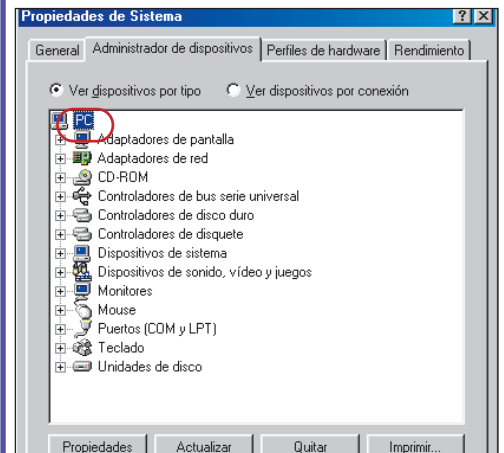 Propiedades de Sistema
General Administrador de dispositivos Perfiles de hardware Rendimiento
Ver dispositivos por tipo Ver dispositivos por conexión
PC
Adaptadores de pantalla
Adaptadores de red
CD-ROM
Controladores de bus serie universal
Controladores de disco duro
Controladores de disquete
Dispositivos de sistema
Dispositivos de sonido, vídeo y juegos
Monitores
Mouse
Puertos (COM y LPT)
Teclado
Unidades de disco
Propiedades Actualizar Quitar Imprimir...